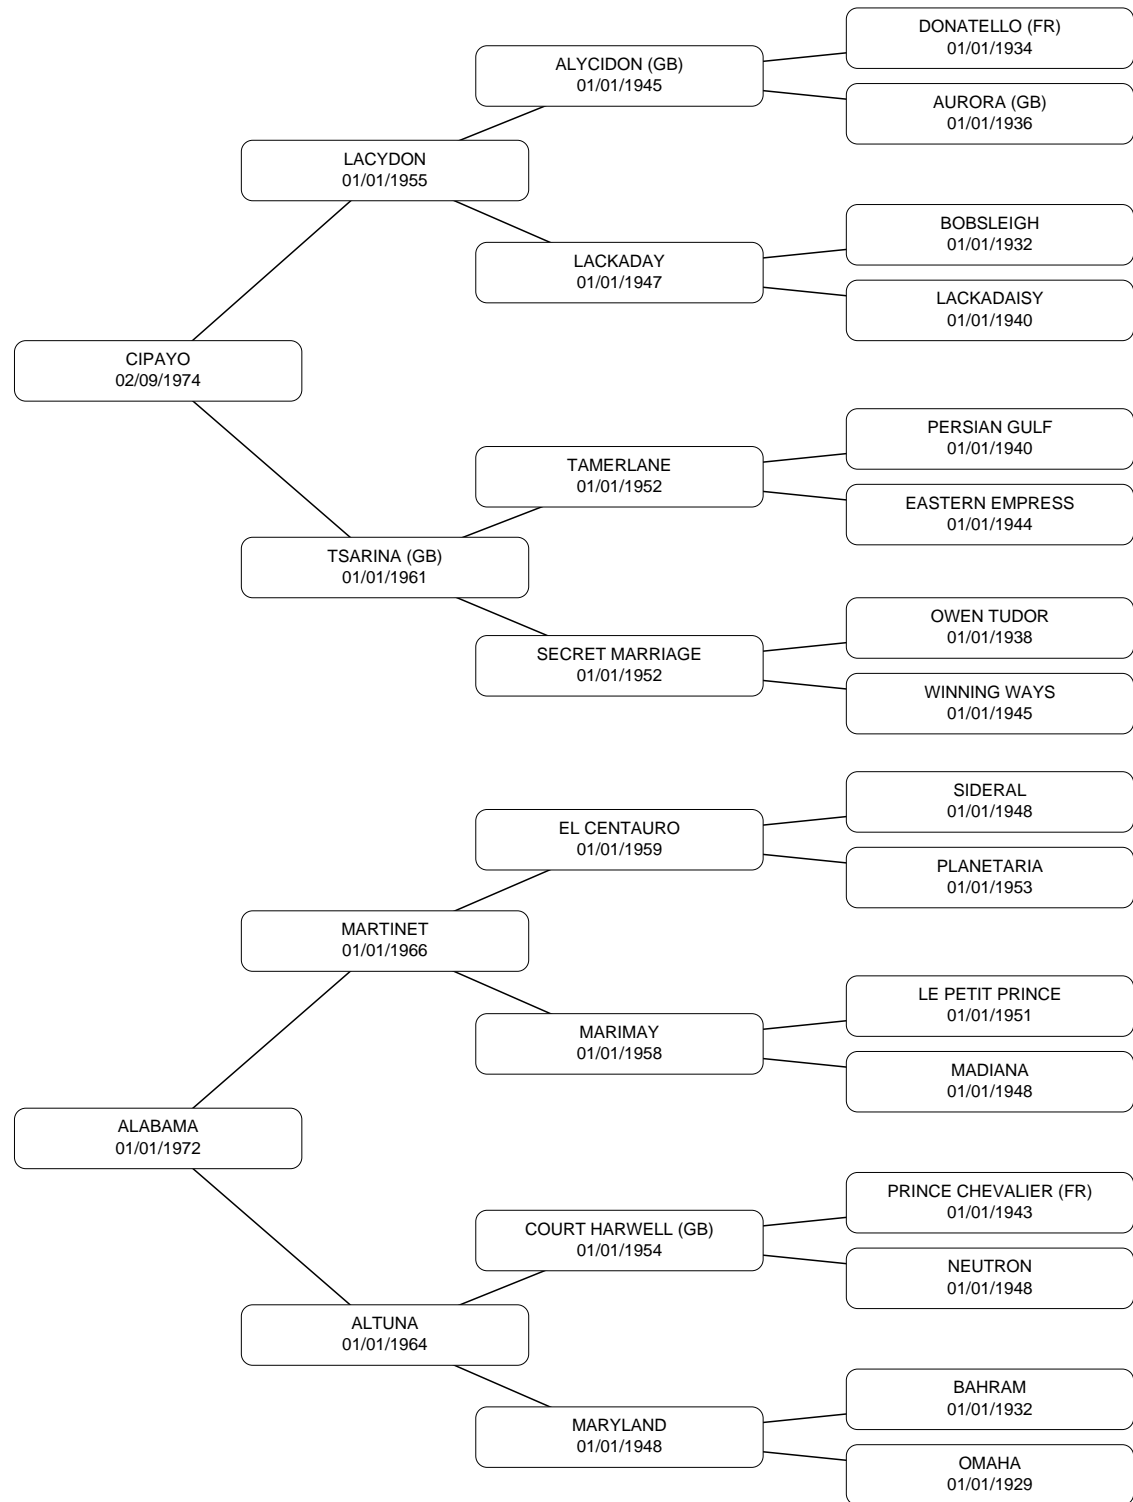 DONATELLO (FR)
01/01/1934
ALYCIDON (GB)
01/01/1945
AURORA (GB)
01/01/1936
LACYDON
01/01/1955
BOBSLEIGH
01/01/1932
LACKADAY
01/01/1947
LACKADAISY
01/01/1940
CIPAYO
02/09/1974
PERSIAN GULF
01/01/1940
TAMERLANE
01/01/1952
EASTERN EMPRESS
01/01/1944
TSARINA (GB)
01/01/1961
OWEN TUDOR
01/01/1938
SECRET MARRIAGE
01/01/1952
WINNING WAYS
01/01/1945
SIDERAL
01/01/1948
EL CENTAURO
01/01/1959
PLANETARIA
01/01/1953
MARTINET
01/01/1966
LE PETIT PRINCE
01/01/1951
MARIMAY
01/01/1958
MADIANA
01/01/1948
ALABAMA
01/01/1972
PRINCE CHEVALIER (FR)
01/01/1943
COURT HARWELL (GB)
01/01/1954
NEUTRON
01/01/1948
ALTUNA
01/01/1964
BAHRAM
01/01/1932
MARYLAND
01/01/1948
OMAHA
01/01/1929